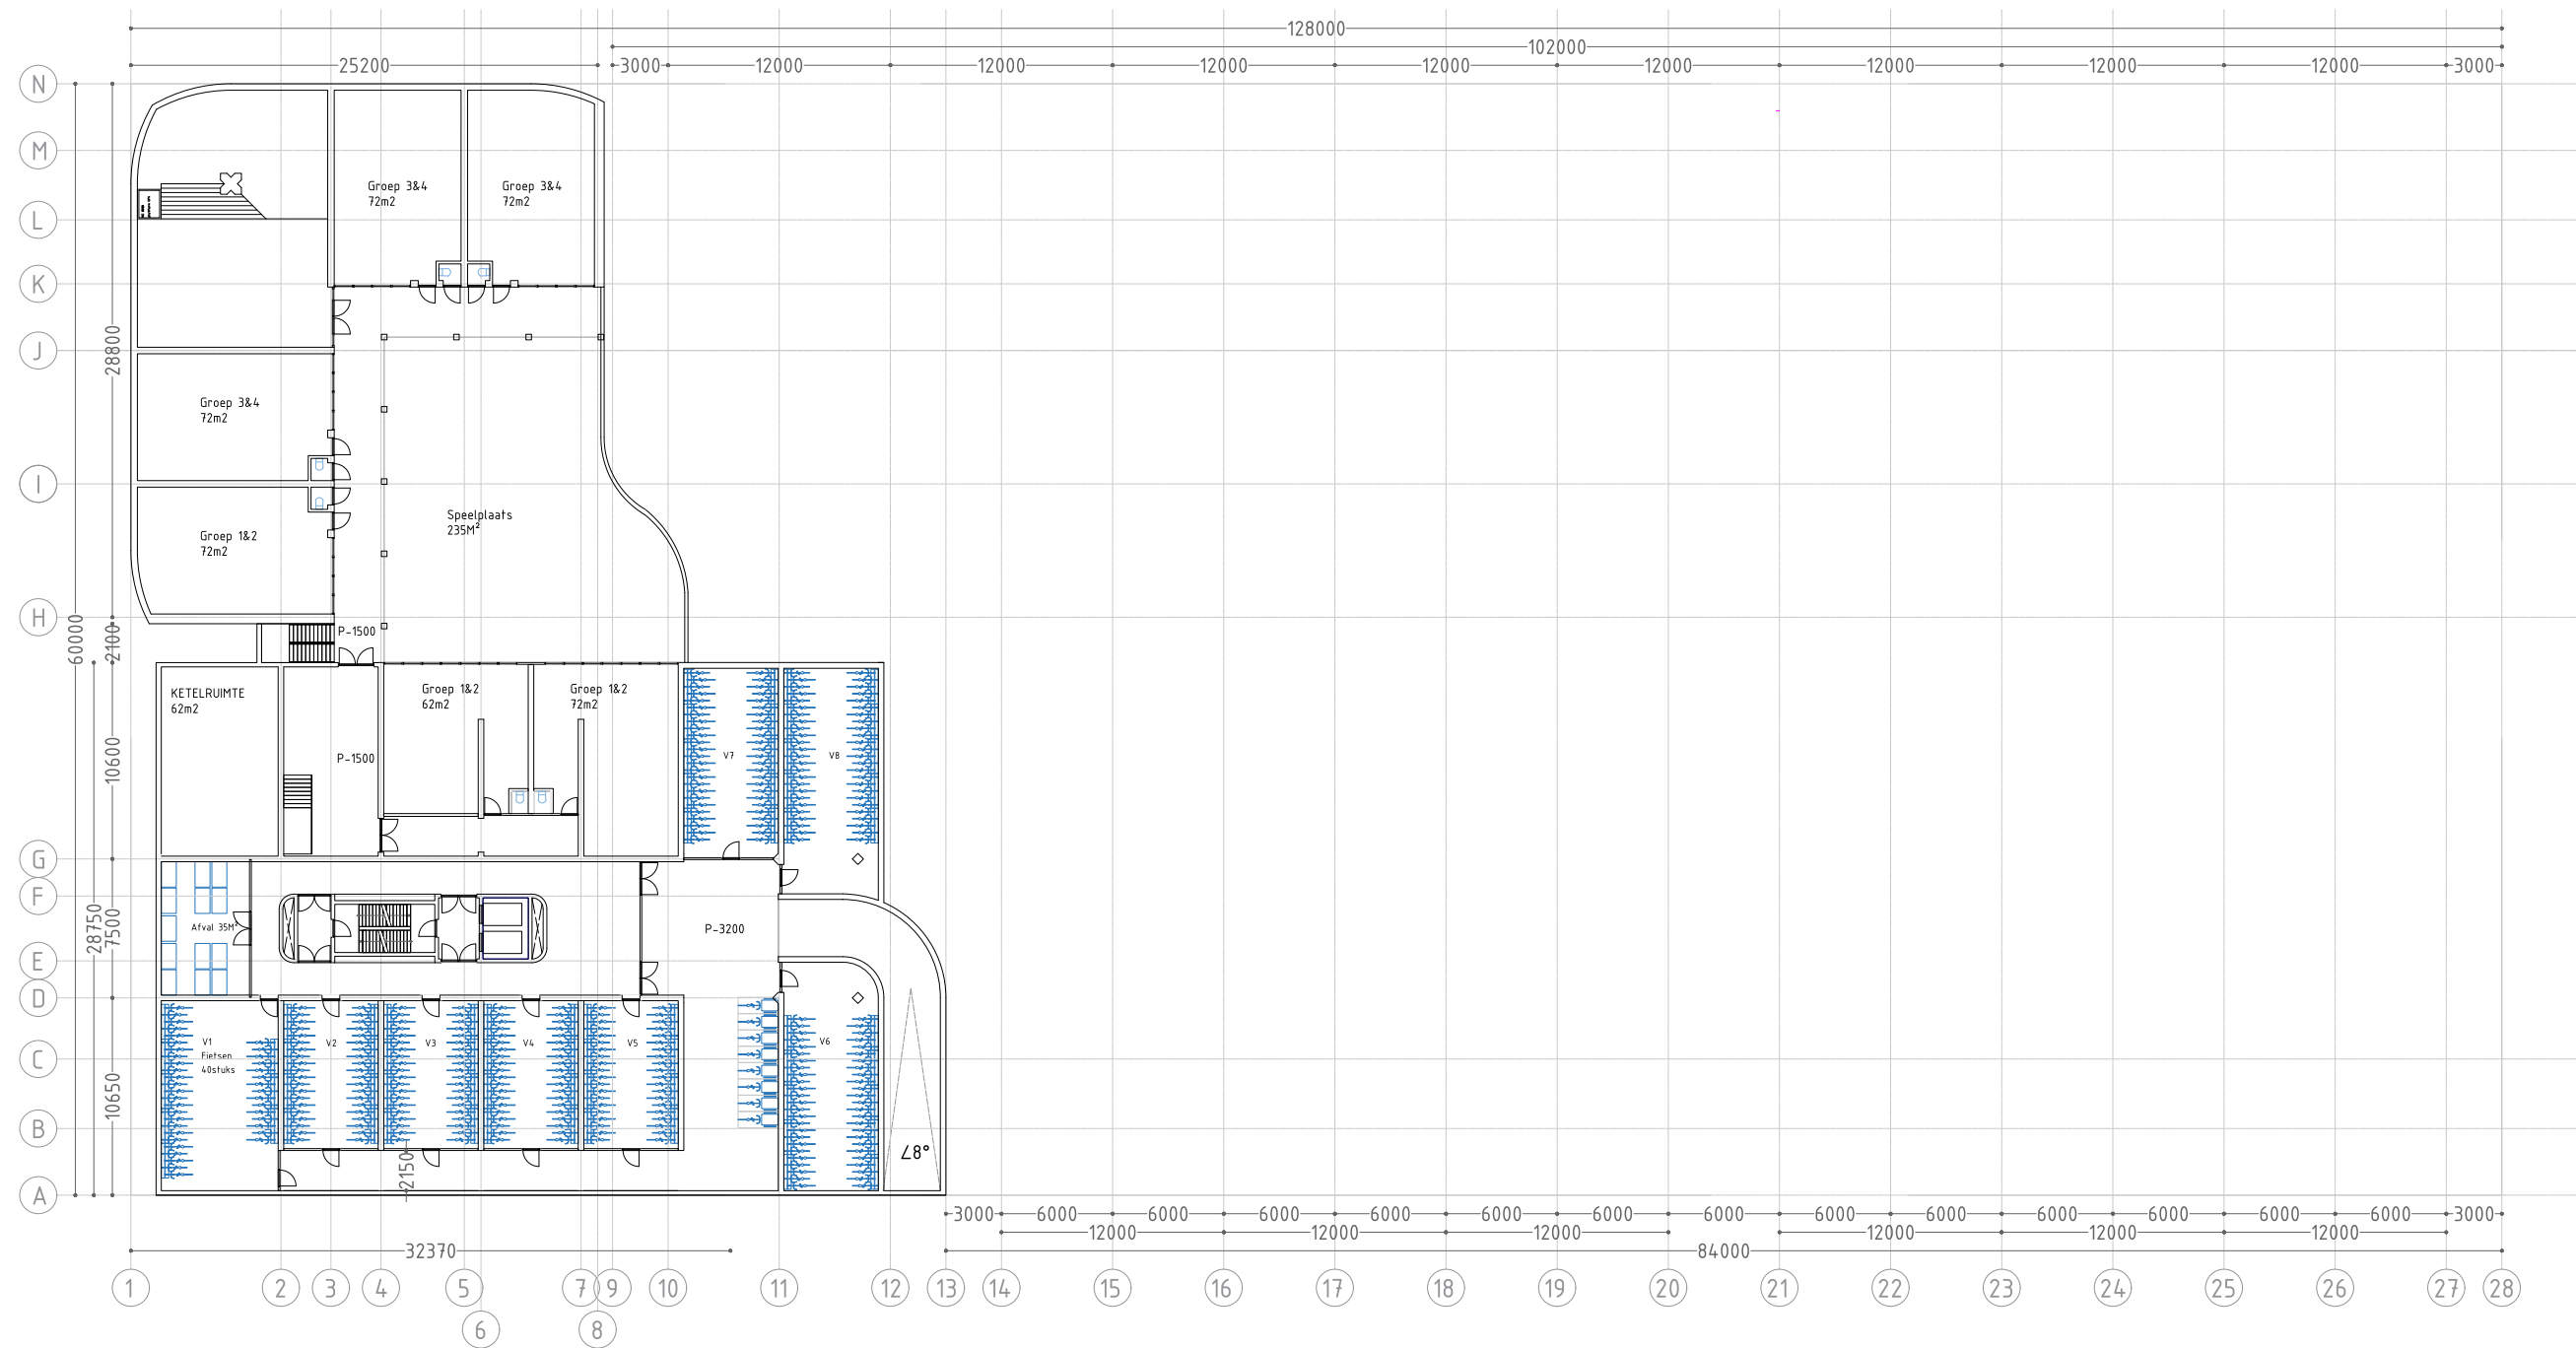 128000
102000
25200
3000
12000
12000
12000
12000
12000
12000
12000
12000
3000
N
M
L
K
J
I
H
G
F
E
D
C
B
A
60000
28800
2100
28750
10600
7500
10650
Groep 3&4
72m2
Groep 3&4
72m2
Groep 3&4
72m2
Groep 1&2
72m2
Speelplaats
235M²
P-1500
KETELRUIMTE
62m2
P-1500
Groep 1&2
62m2
Groep 1&2
72m2
V7
V8
Afval 35M²
P-3200
V1
Fietsen
40stuks
V2
V3
V4
V5
V6
2150
∠8°
3000
6000
6000
6000
6000
6000
6000
6000
6000
6000
6000
6000
6000
6000
3000
12000
12000
12000
12000
12000
12000
32370
84000
1
2
3
4
5
6
7
8
9
10
11
12
13
14
15
16
17
18
19
20
21
22
23
24
25
26
27
28